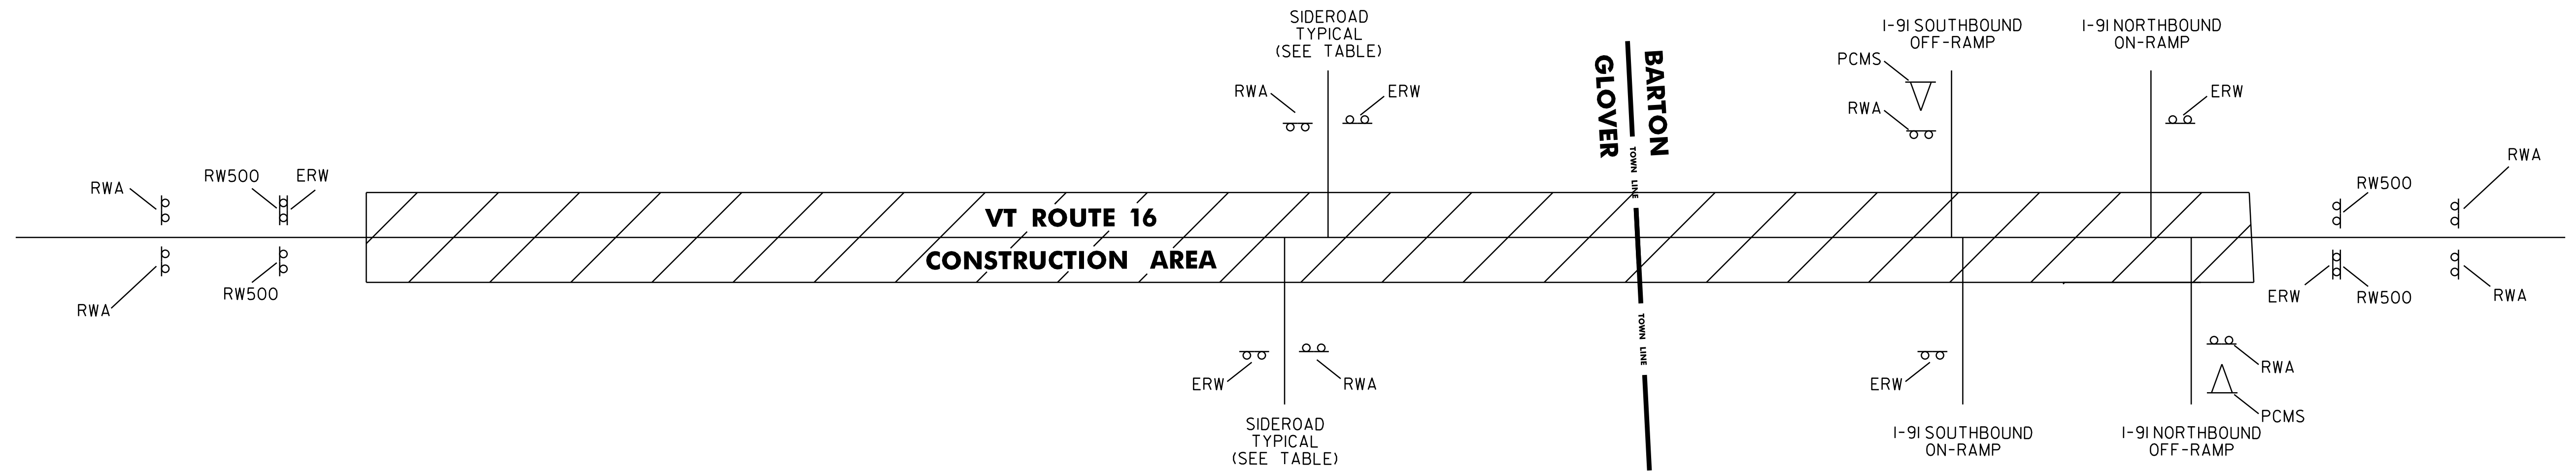 SIDEROAD
TYPICAL
(SEE TABLE)
RWA
ERW
GLOVER
BARTON
TOWN LINE
I-91 SOUTHBOUND
OFF-RAMP
PCMS
RWA
I-91 NORTHBOUND
ON-RAMP
ERW
RWA
RW500
ERW
RWA
RW500
VT ROUTE 16
CONSTRUCTION AREA
RWA
RW500
ERW
RW500
RWA
ERW
RWA
SIDEROAD
TYPICAL
(SEE TABLE)
TOWN LINE
ERW
I-91 SOUTHBOUND
ON-RAMP
RWA
PCMS
I-91 NORTHBOUND
OFF-RAMP